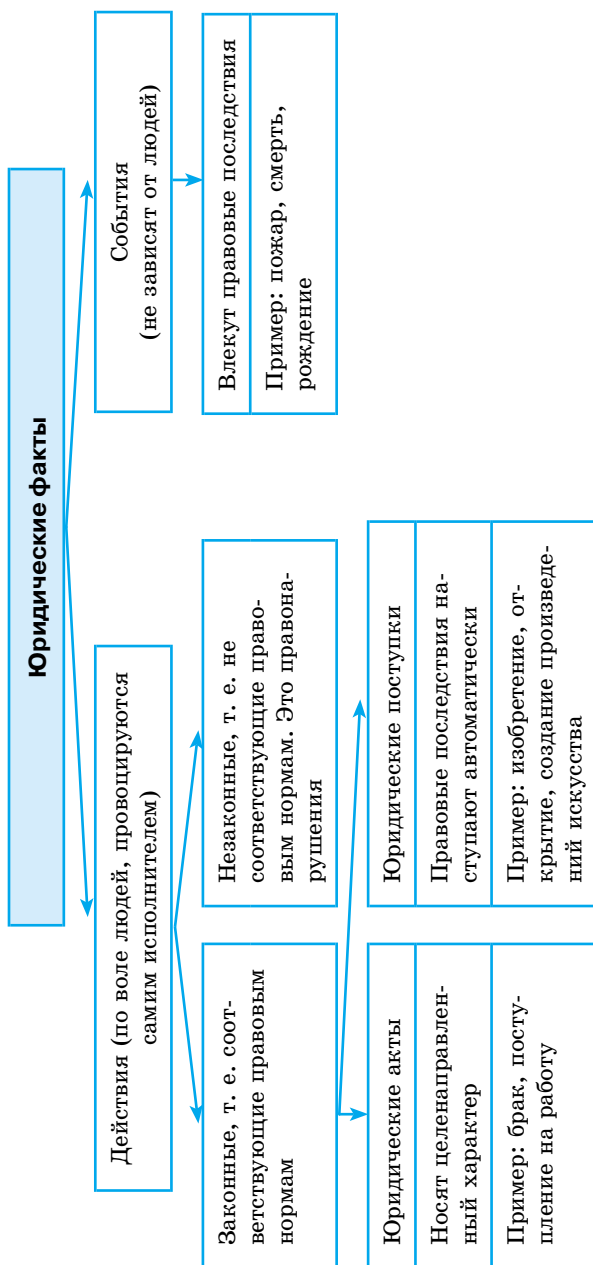 Юридические факты
Действия (по воле людей, провоцируются
самим исполнителем)
События
(не зависят от людей)
Законные, т. е. соот-
ветствующие правовым
нормам
Незаконные, т. е. не
соответствующие право-
вым нормам. Это правона-
рушения
Влекут правовые последствия
Пример: пожар, смерть,
рождение
Юридические акты
Носят целенаправлен-
ный характер
Пример: брак, посту-
пление на работу
Юридические поступки
Правовые последствия на-
ступают автоматически
Пример: изобретение, от-
крытие, создание произведе-
ний искусства